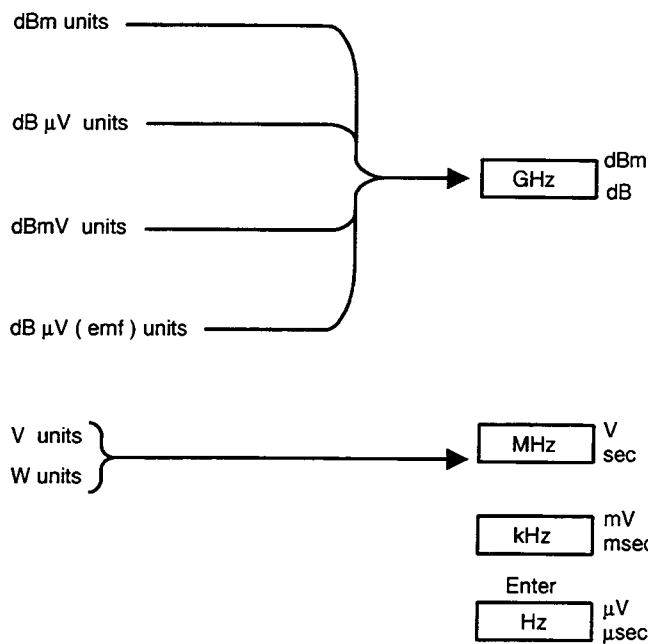 dBm units
dB µV units
dBmV units
dB µV ( emf ) units
GHz
dBm
dB
V units
W units
MHz
V
sec
kHz
mV
msec
Enter
Hz
µV
µsec